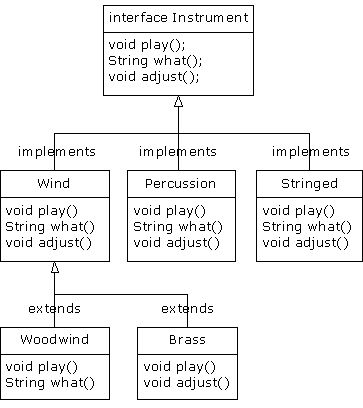 interface Instrument
void play();
String what();
void adjust();
implements
implements
implements
Wind
void play()
String what()
void adjust()
Percussion
void play()
String what()
void adjust()
Stringed
void play()
String what()
void adjust()
extends
extends
Woodwind
void play()
String what()
Brass
void play()
void adjust()